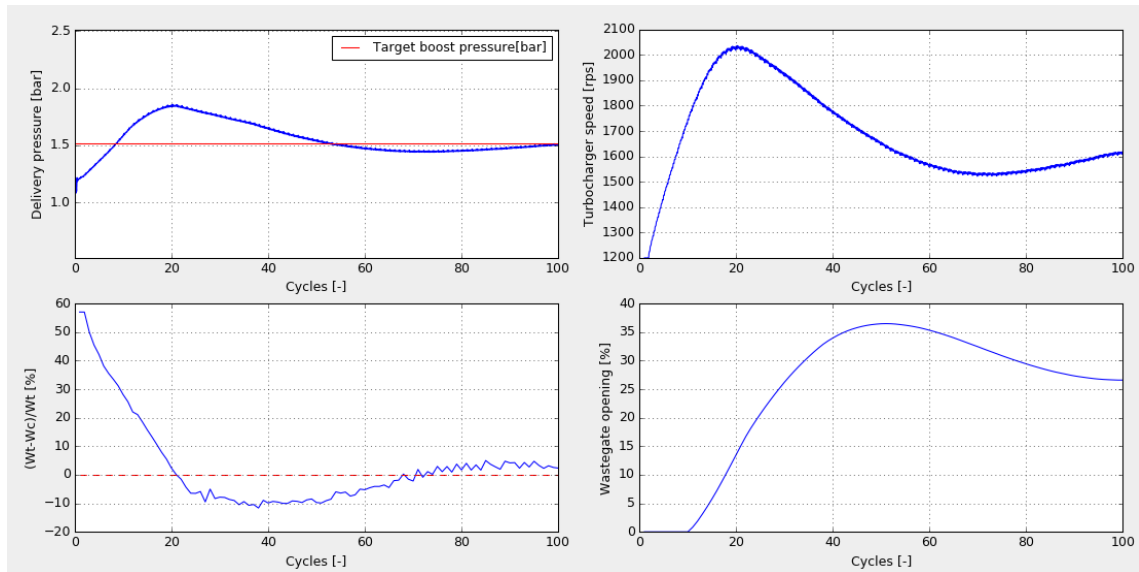 2.5
2.0
1.5
1.0
Delivery pressure [bar]
Target boost pressure[bar]
0 20 40 60 80 100
Cycles [-]
2100
2000
1900
1800
1700
1600
1500
1400
1300
1200
Turbocharger speed [rps]
0 20 40 60 80 100
Cycles [-]
60
50
40
30
20
10
0
−10
−20
(Wt-Wc)/Wt [%]
0 20 40 60 80 100
Cycles [-]
40
35
30
25
20
15
10
5
0
Wastegate opening [%]
0 20 40 60 80 100
Cycles [-]